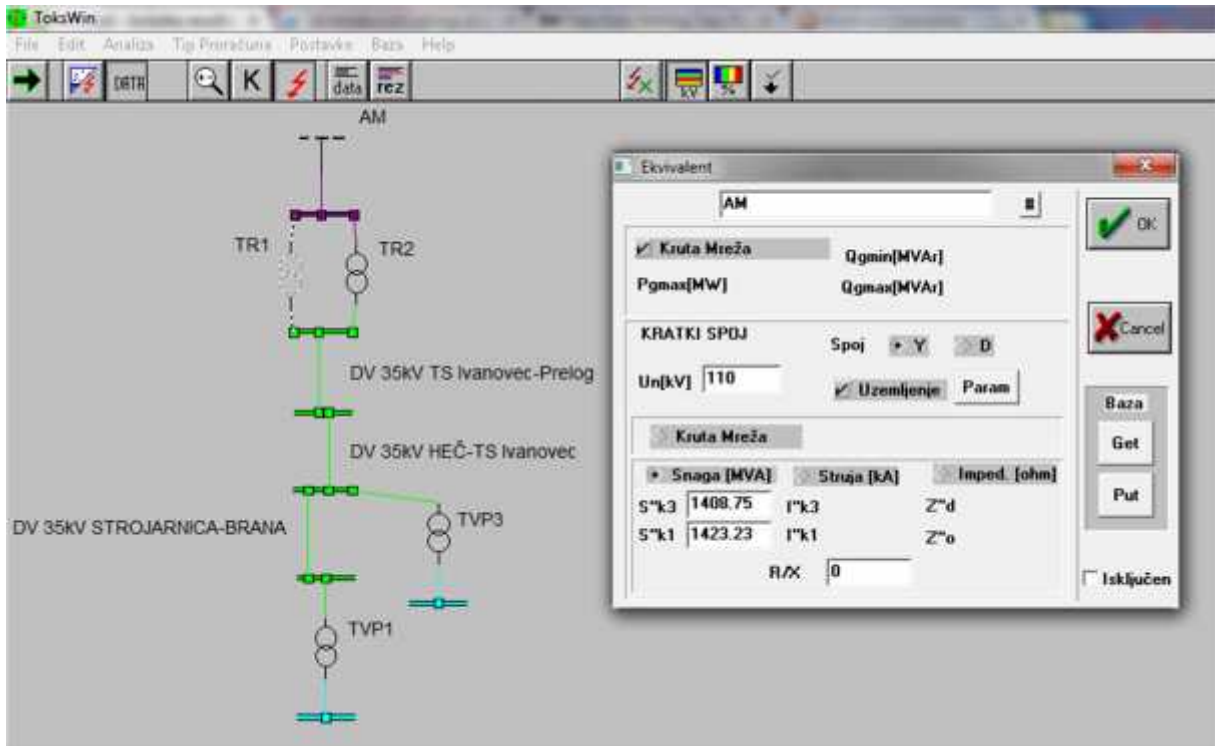 ToksWin
File Edit Analiza Tip Proračuna Postavke Baza Help
DATA
K
data
rez
kV
%
AM
TR1
TR2
DV 35kV TS Ivanovec-Prelog
DV 35kV HEČ-TS Ivanovec
DV 35kV STROJARNICA-BRANA
TVP3
TVP1
Ekvivalent
AM
OK
Kruta Mreža
Qgmin[MVAr]
Pgmax[MW]
Qgmax[MVAr]
Cancel
KRATKI SPOJ
Spoj Y D
Un[kV] 110
Uzemljenje Param
Baza
Get
Put
Kruta Mreža
Snaga [MVA] Struja [kA] Imped. [ohm]
S"k3 1408.75 I"k3 Z"d
S"k1 1423.23 I"k1 Z"o
R/X 0
Isključen